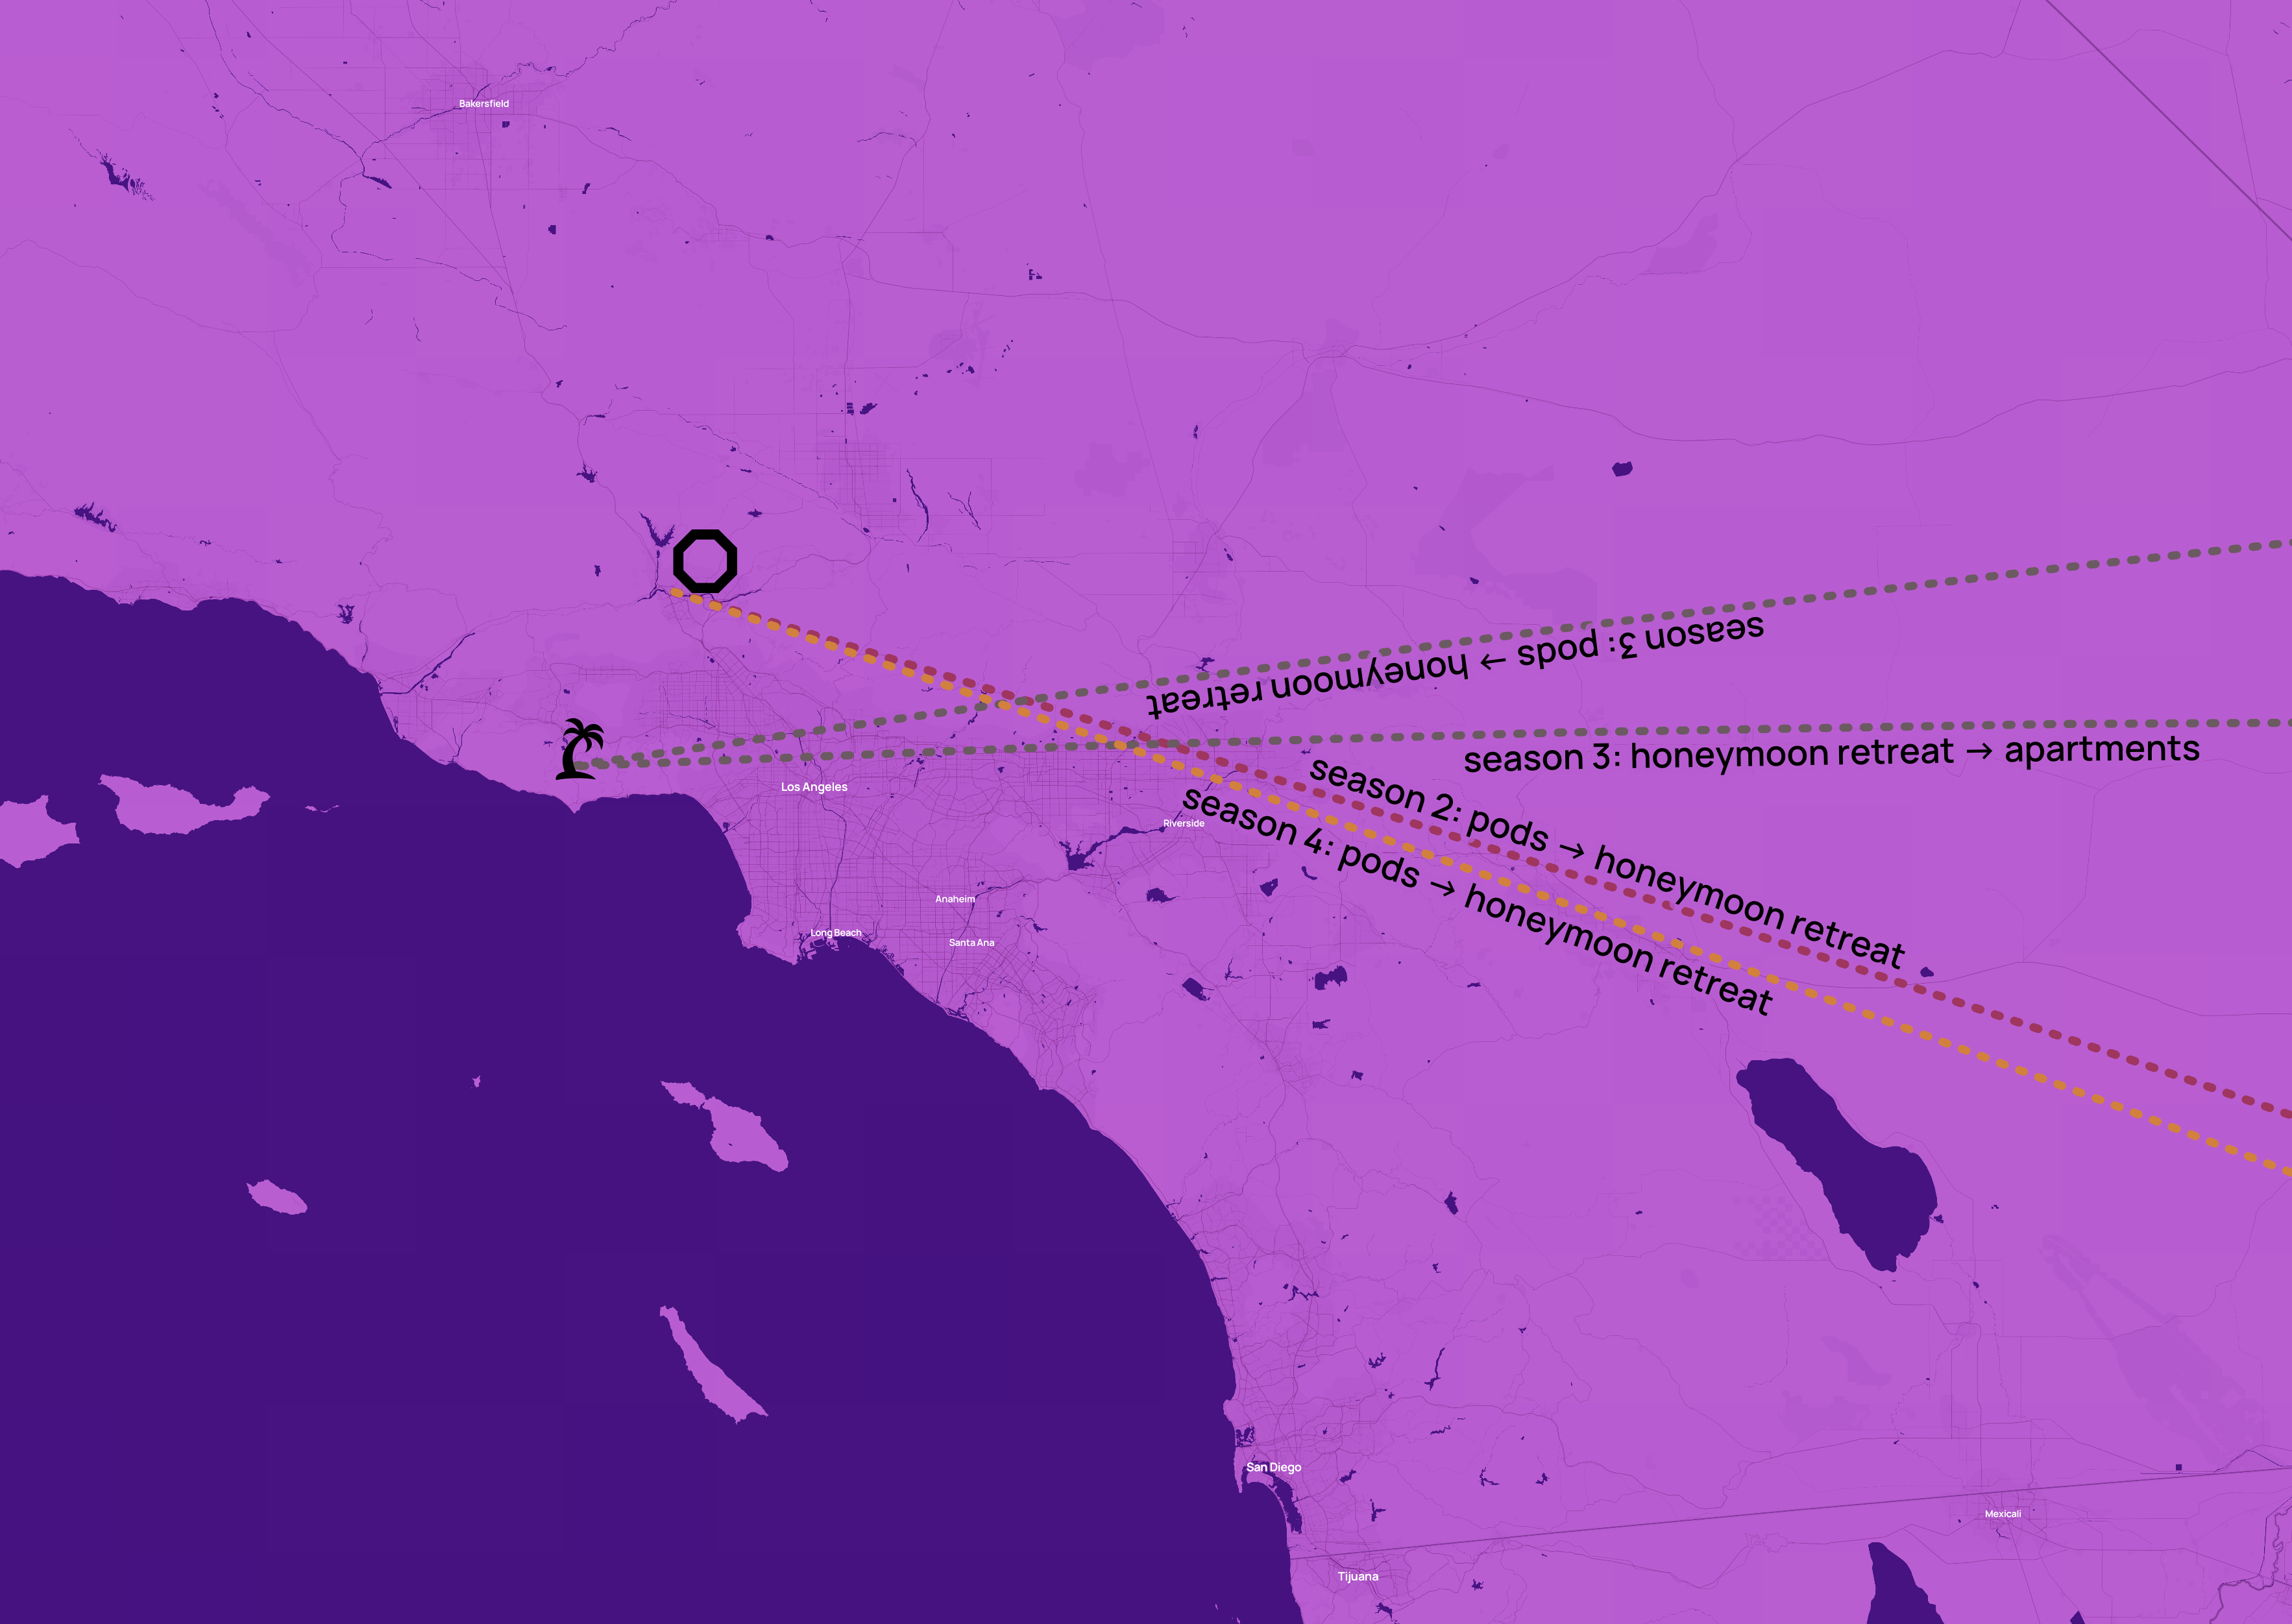 Bakersfield
season 3: pods → honeymoon retreat
season 3: honeymoon retreat → apartments
season 2: pods → honeymoon retreat
season 4: pods → honeymoon retreat
Los Angeles
Riverside
Anaheim
Long Beach
Santa Ana
San Diego
Mexicali
Tijuana